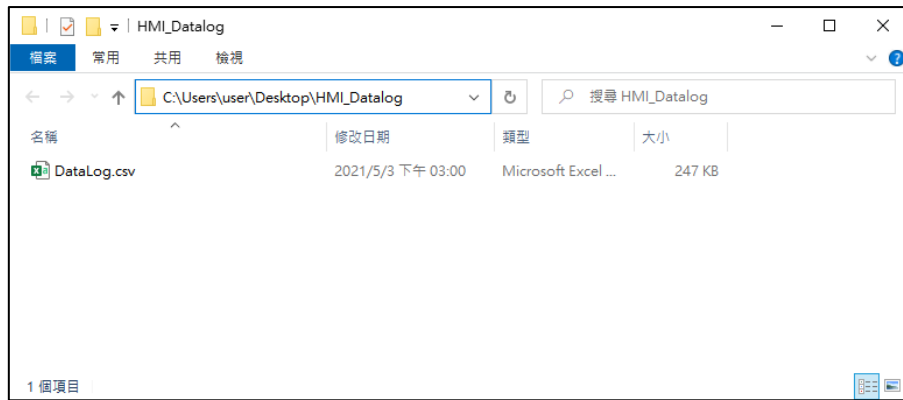 HMI_Datalog
檔案 常用 共用 檢視
C:\Users\user\Desktop\HMI_Datalog 搜尋 HMI_Datalog
名稱 修改日期 類型 大小
DataLog.csv 2021/5/3 下午 03:00 Microsoft Excel ... 247 KB
1 個項目